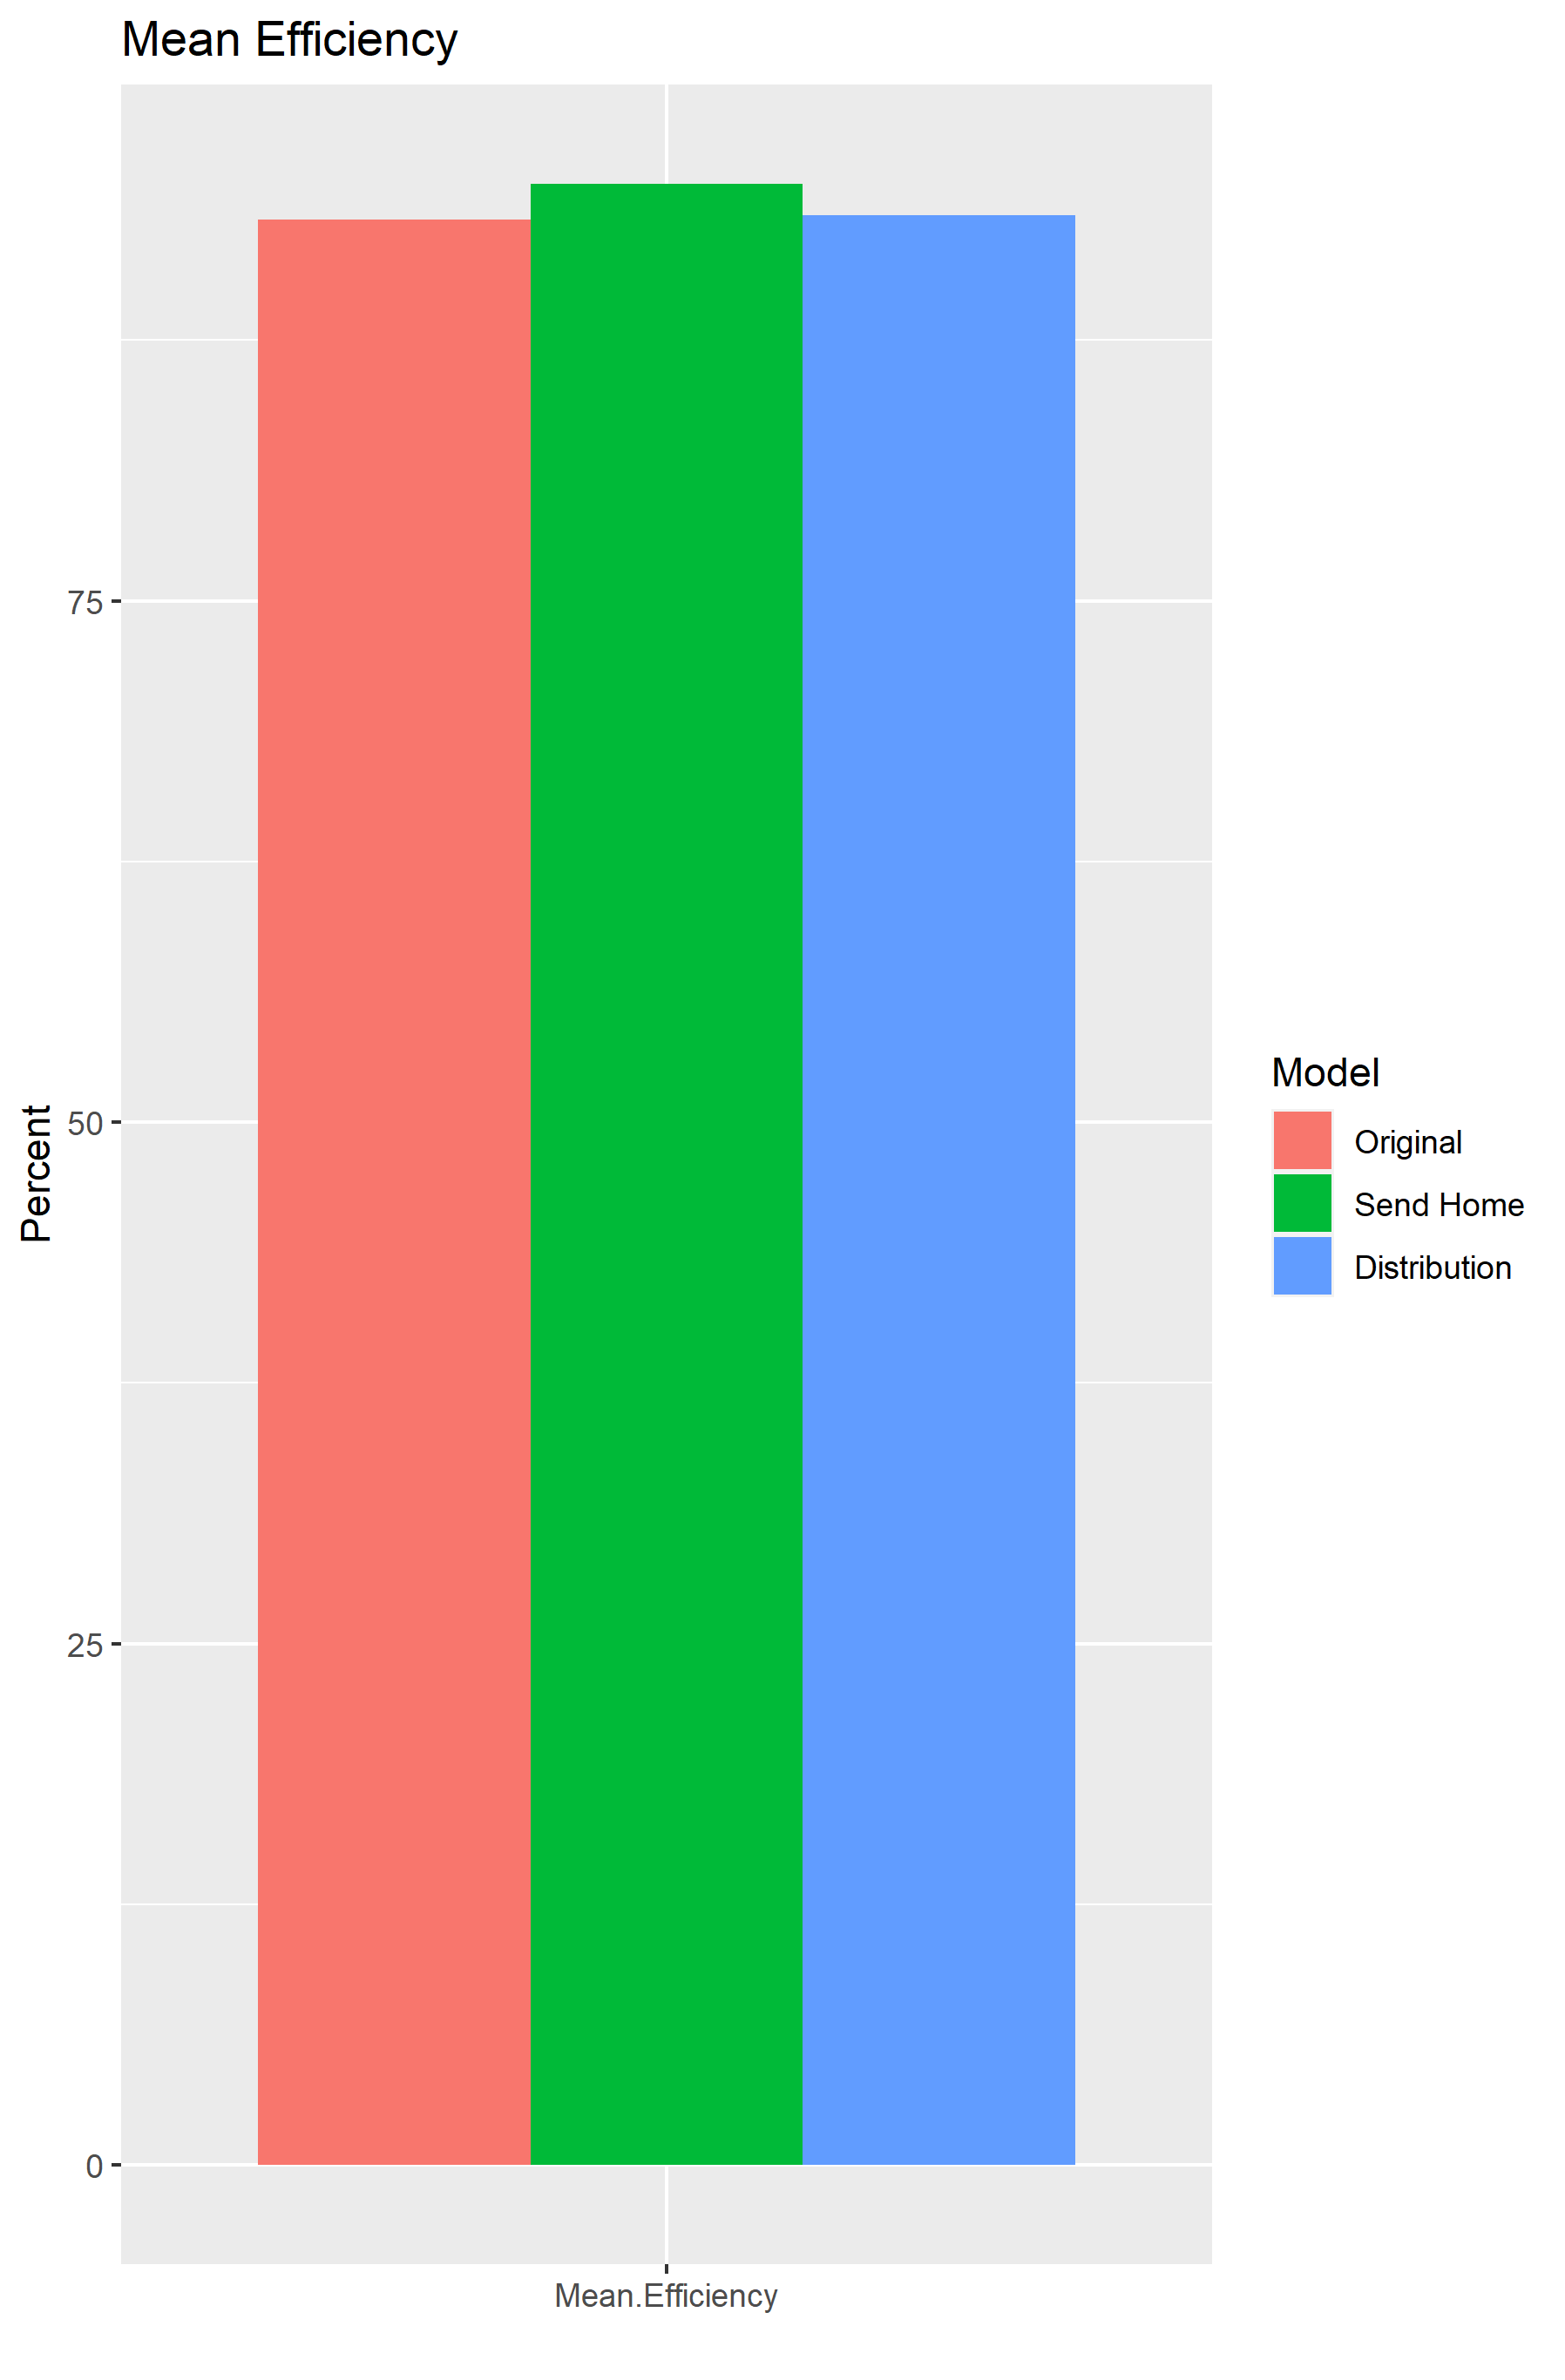 Mean Efficiency
Percent
75
50
25
0
Mean.Efficiency
Model
Original
Send Home
Distribution